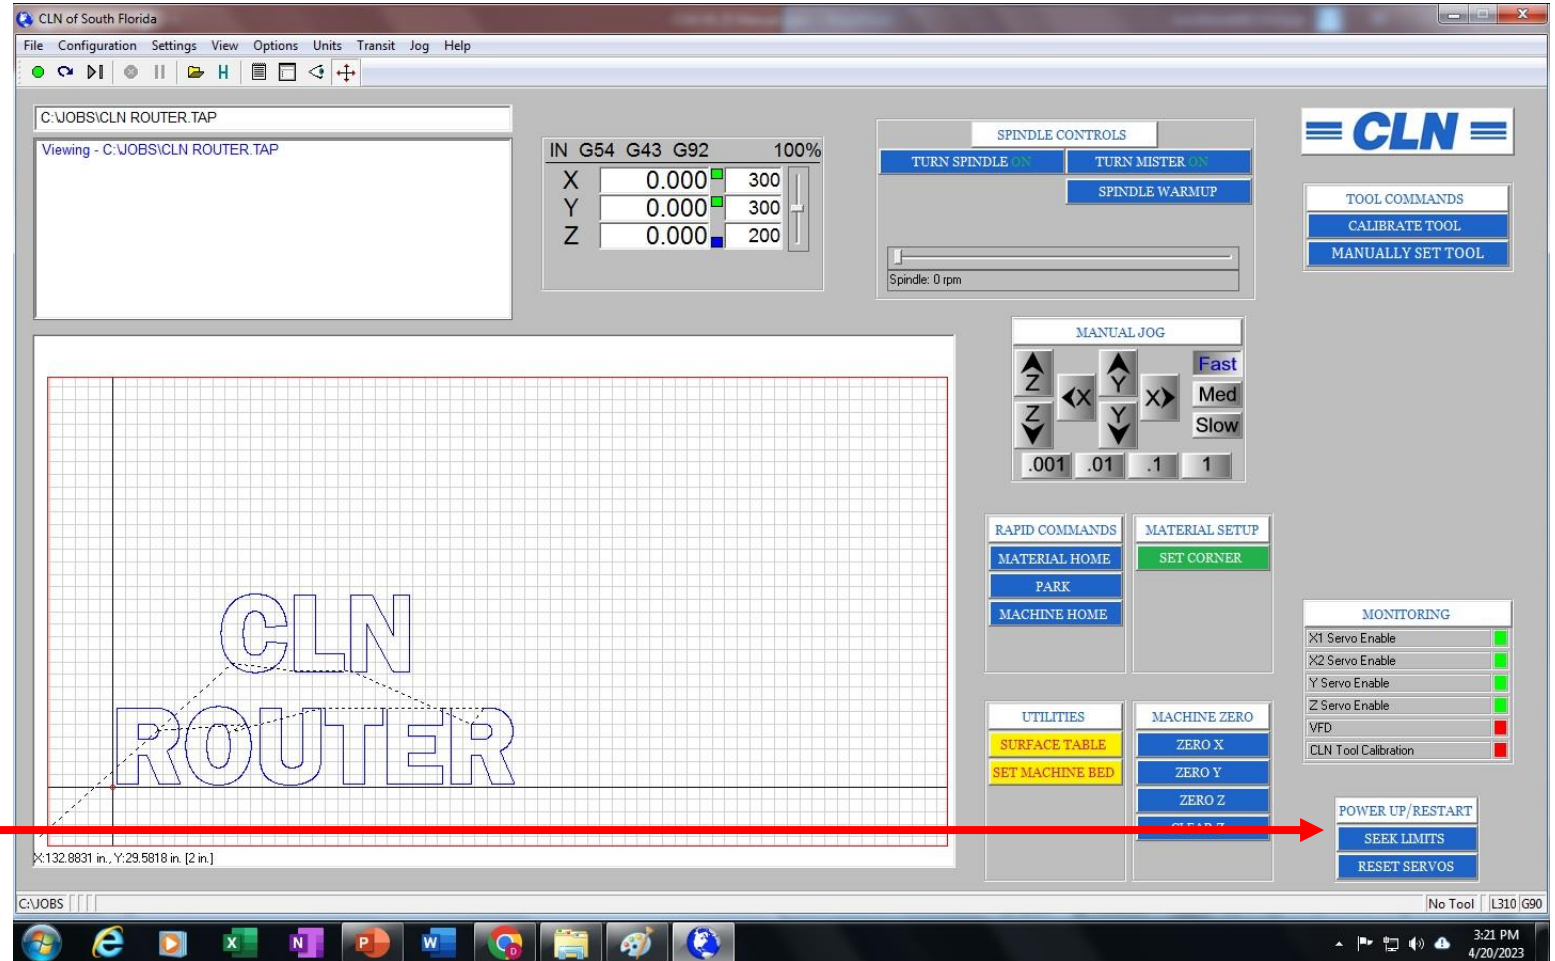 CLN of South Florida
File Configuration Settings View Options Units Transit Jog Help
H
C:\JOBS\CLN ROUTER.TAP
Viewing - C:\JOBS\CLN ROUTER.TAP
IN G54 G43 G92 100%
X 0.000 300
Y 0.000 300
Z 0.000 200
SPINDLE CONTROLS
TURN SPINDLE ON TURN MISTER ON
SPINDLE WARMUP
Spindle: 0 rpm
CLN
TOOL COMMANDS
CALIBRATE TOOL
MANUALLY SET TOOL
MANUAL JOG
Z Y Fast
X X Med
Z Y Slow
.001 .01 .1 1
RAPID COMMANDS
MATERIAL HOME
PARK
MACHINE HOME
MATERIAL SETUP
SET CORNER
CLN
ROUTER
X:132.8831 in., Y:29.5818 in. [2 in.]
UTILITIES
SURFACE TABLE
SET MACHINE BED
MACHINE ZERO
ZERO X
ZERO Y
ZERO Z
MONITORING
X1 Servo Enable
X2 Servo Enable
Y Servo Enable
Z Servo Enable
VFD
CLN Tool Calibration
POWER UP/RESTART
SEEK LIMITS
RESET SERVOS
C:\JOBS No Tool L310 G90
3:21 PM
4/20/2023